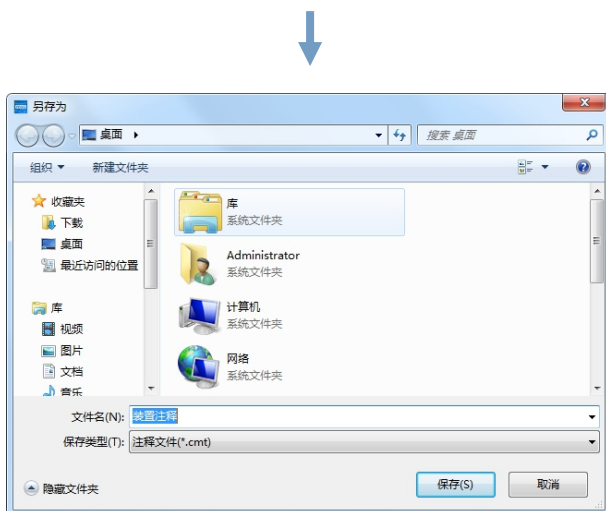 另存为
桌面
搜索 桌面
组织 新建文件夹
收藏夹
下载
桌面
最近访问的位置
库
视频
图片
文档
音乐
库
系统文件夹
Administrator
系统文件夹
计算机
系统文件夹
网络
系统文件夹
文件名(N): 装置注释
保存类型(T): 注释文件(*.cmt)
隐藏文件夹 保存(S) 取消